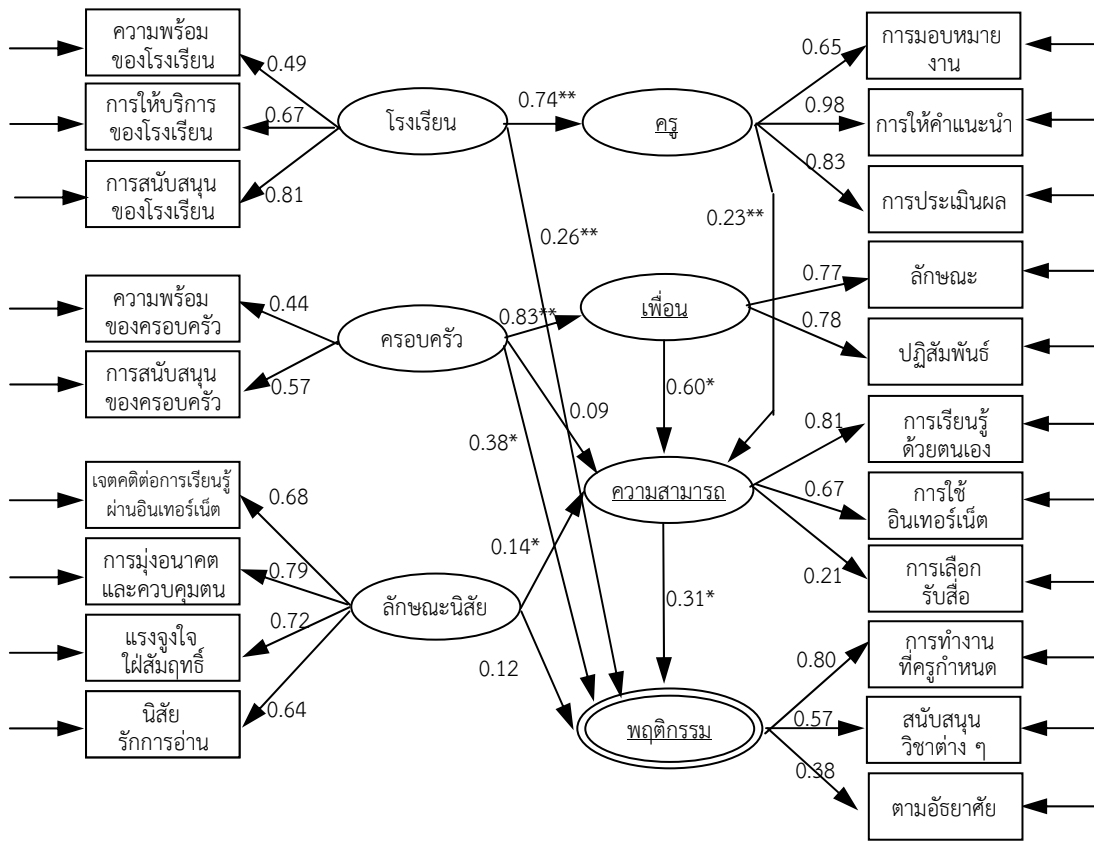 ความพร้อม
ของโรงเรียน
0.49
การให้บริการ
ของโรงเรียน
0.67
การสนับสนุน
ของโรงเรียน
0.81
โรงเรียน
0.74**
ครู
0.65
การมอบหมาย
งาน
0.98
การให้คำแนะนำ
0.83
การประเมินผล
0.26**
0.23**
ความพร้อม
ของครอบครัว
0.44
การสนับสนุน
ของครอบครัว
0.57
ครอบครัว
0.83**
เพื่อน
0.77
ลักษณะ
0.78
ปฏิสัมพันธ์
0.38*
0.09
0.60*
เจตคติต่อการเรียนรู้
ผ่านอินเทอร์เน็ต
0.68
การมุ่งอนาคต
และควบคุมตน
0.79
แรงจูงใจ
ใฝ่สัมฤทธิ์
0.72
นิสัย
รักการอ่าน
0.64
ลักษณะนิสัย
0.14*
0.12
ความสามารถ
0.81
การเรียนรู้
ด้วยตนเอง
0.67
การใช้
อินเทอร์เน็ต
0.21
การเลือก
รับสื่อ
0.31*
พฤติกรรม
0.80
การทำงาน
ที่ครูกำหนด
0.57
สนับสนุน
วิชาต่าง ๆ
0.38
ตามอัธยาศัย